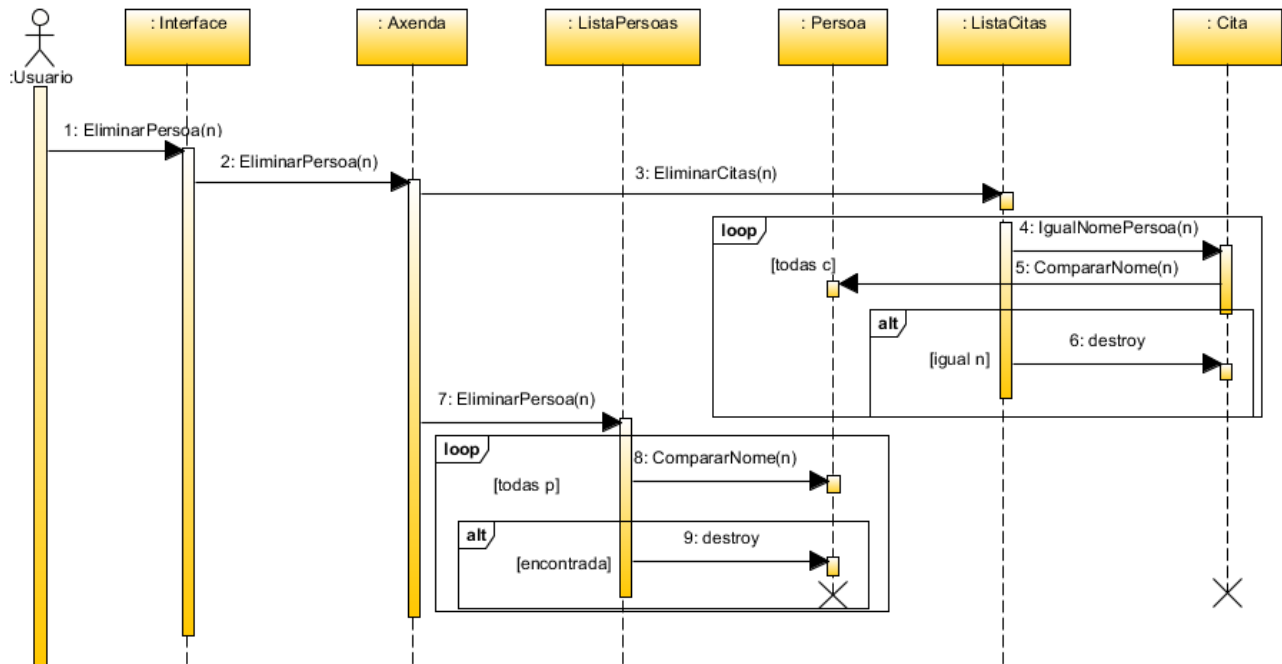 : Interface
: Axenda
: ListaPersoas
: Persoa
: ListaCitas
: Cita
:Usuario
1: EliminarPersoa(n)
2: EliminarPersoa(n)
3: EliminarCitas(n)
loop
4: IgualNomePersoa(n)
[todas c]
5: CompararNome(n)
alt
6: destroy
[igual n]
7: EliminarPersoa(n)
loop
8: CompararNome(n)
[todas p]
alt
9: destroy
[encontrada]